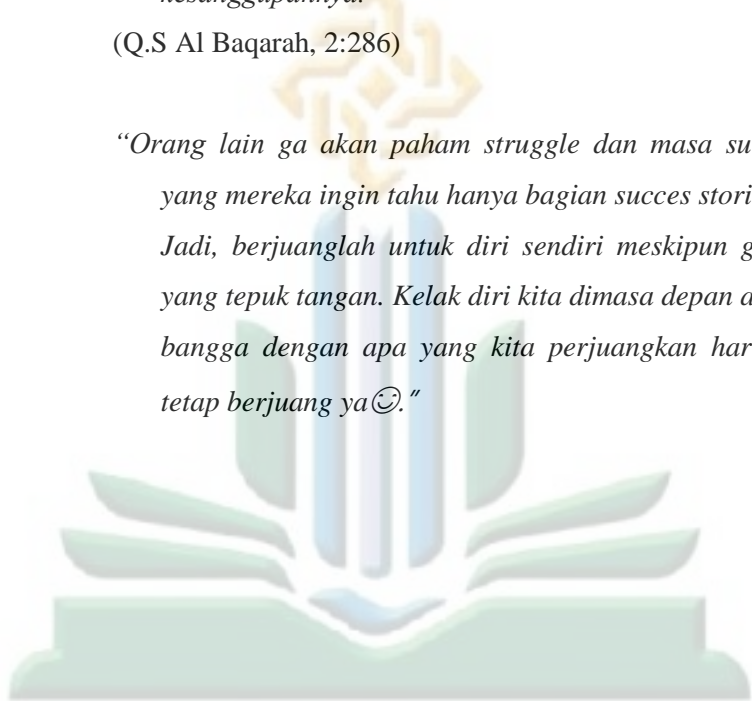 kesanggupannya.
(Q.S Al Baqarah, 2:286)
“Orang lain ga akan paham struggle dan masa
yang mereka ingin tahu hanya bagian succes
Jadi, berjuanglah untuk diri sendiri meskipun
yang tepuk tangan. Kelak diri kita dimasa depan
bangga dengan apa yang kita perjuangkan
tetap berjuang ya☺.”